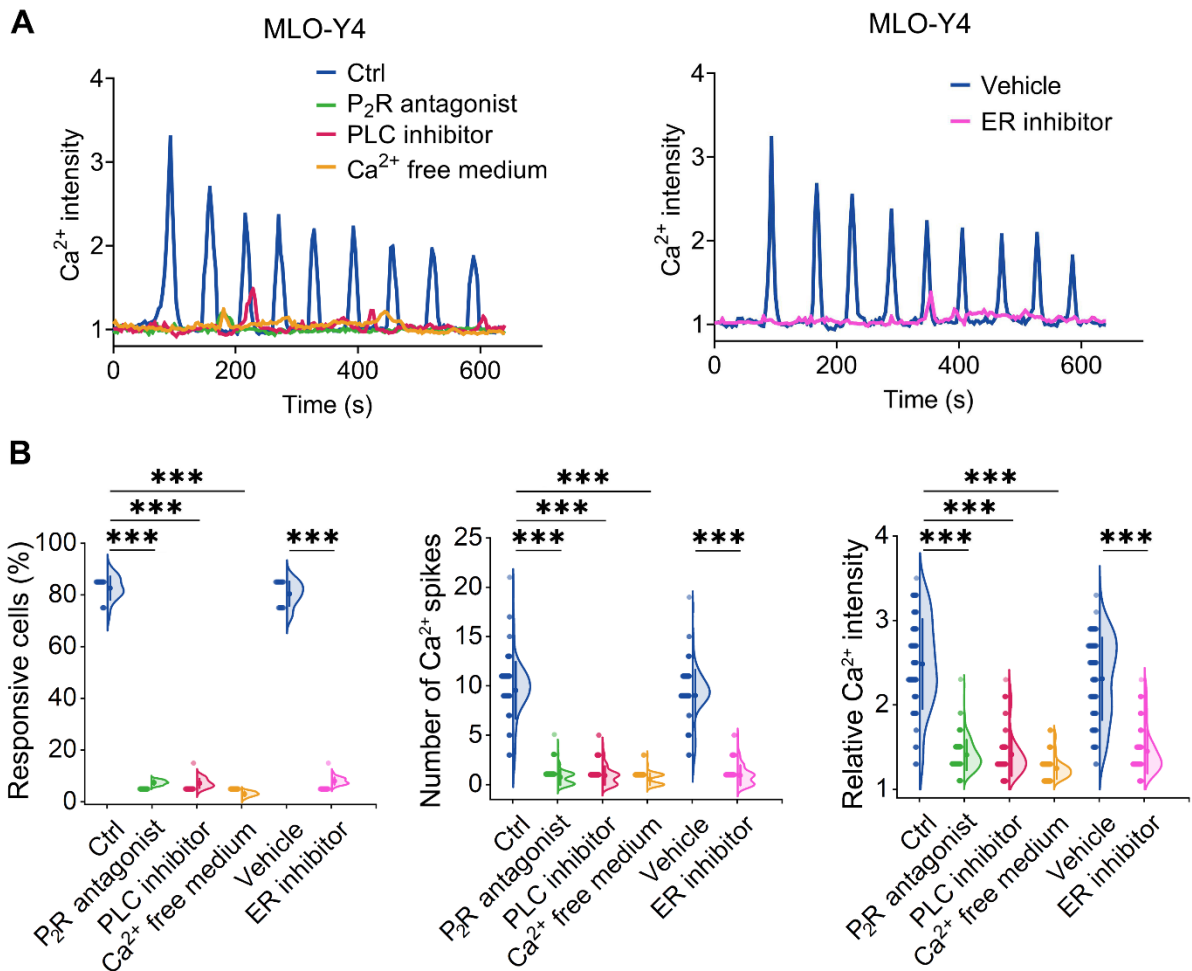 A
MLO-Y4
Ctrl
P₂R antagonist
PLC inhibitor
Ca²⁺ free medium
Ca²⁺ intensity
4
3
2
1
0
200
400
600
Time (s)
MLO-Y4
Vehicle
ER inhibitor
Ca²⁺ intensity
4
3
2
1
0
200
400
600
Time (s)
B
***
***
***
***
Responsive cells (%)
100
80
60
40
20
0
Ctrl
P₂R antagonist
PLC inhibitor
Ca²⁺ free medium
Vehicle
ER inhibitor
***
***
***
***
Number of Ca²⁺ spikes
25
20
15
10
5
0
Ctrl
P₂R antagonist
PLC inhibitor
Ca²⁺ free medium
Vehicle
ER inhibitor
***
***
***
***
Relative Ca²⁺ intensity
4
3
2
1
Ctrl
P₂R antagonist
PLC inhibitor
Ca²⁺ free medium
Vehicle
ER inhibitor